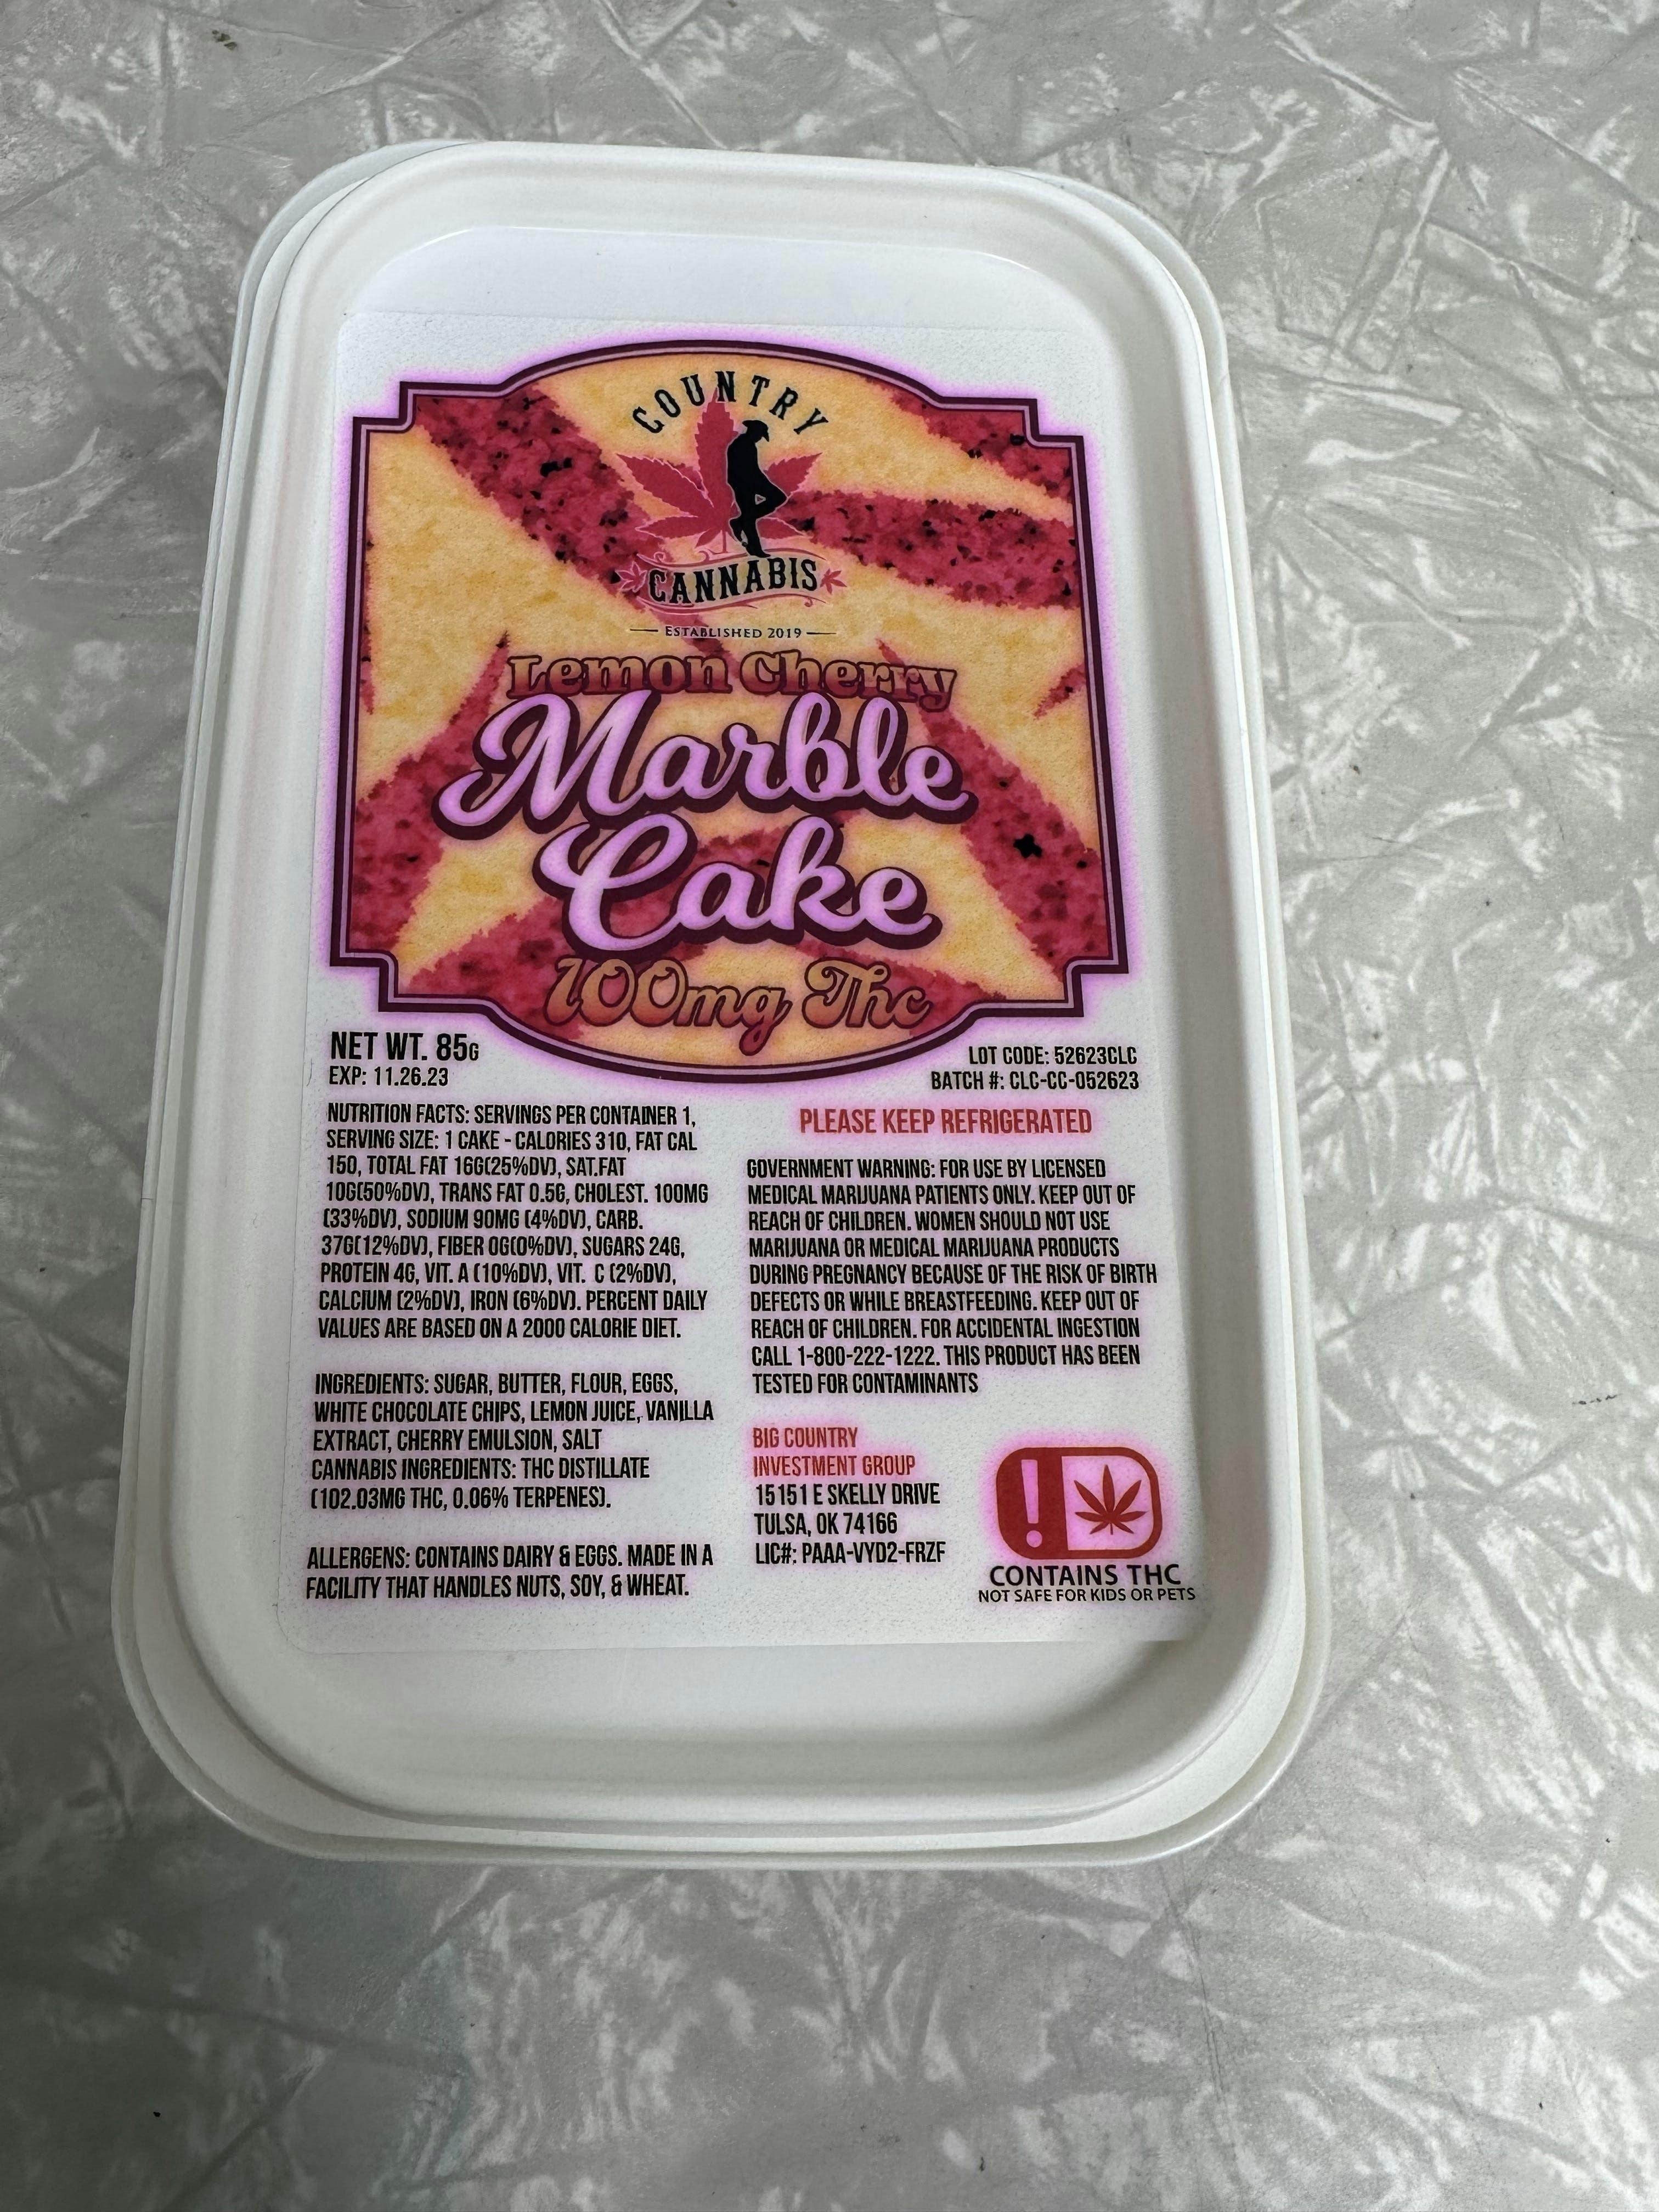 COUNTRY
CANNABIS
ESTABLISHED 2019
Lemon Cherry
Marble
Cake
100mg Thc
NET WT. 85G
EXP: 11.26.23
LOT CODE: 52623CLC
BATCH #: CLC-CC-052623
NUTRITION FACTS: SERVINGS PER CONTAINER 1,
SERVING SIZE: 1 CAKE - CALORIES 310, FAT CAL
150, TOTAL FAT 16G(25%DV), SAT.FAT
10G(50%DV), TRANS FAT 0.5G, CHOLEST. 100MG
(33%DV), SODIUM 90MG (4%DV), CARB.
37G(12%DV), FIBER 0G(0%DV), SUGARS 24G,
PROTEIN 4G, VIT. A (10%DV), VIT. C (2%DV),
CALCIUM (2%DV), IRON (6%DV). PERCENT DAILY
VALUES ARE BASED ON A 2000 CALORIE DIET.
INGREDIENTS: SUGAR, BUTTER, FLOUR, EGGS,
WHITE CHOCOLATE CHIPS, LEMON JUICE, VANILLA
EXTRACT, CHERRY EMULSION, SALT
CANNABIS INGREDIENTS: THC DISTILLATE
(102.03MG THC, 0.06% TERPENES).
ALLERGENS: CONTAINS DAIRY & EGGS. MADE IN A
FACILITY THAT HANDLES NUTS, SOY, & WHEAT.
PLEASE KEEP REFRIGERATED
GOVERNMENT WARNING: FOR USE BY LICENSED
MEDICAL MARIJUANA PATIENTS ONLY. KEEP OUT OF
REACH OF CHILDREN. WOMEN SHOULD NOT USE
MARIJUANA OR MEDICAL MARIJUANA PRODUCTS
DURING PREGNANCY BECAUSE OF THE RISK OF BIRTH
DEFECTS OR WHILE BREASTFEEDING. KEEP OUT OF
REACH OF CHILDREN. FOR ACCIDENTAL INGESTION
CALL 1-800-222-1222. THIS PRODUCT HAS BEEN
TESTED FOR CONTAMINANTS
BIG COUNTRY
INVESTMENT GROUP
15151 E SKELLY DRIVE
TULSA, OK 74166
LIC#: PAAA-VYD2-FRZF
!
CONTAINS THC
NOT SAFE FOR KIDS OR PETS